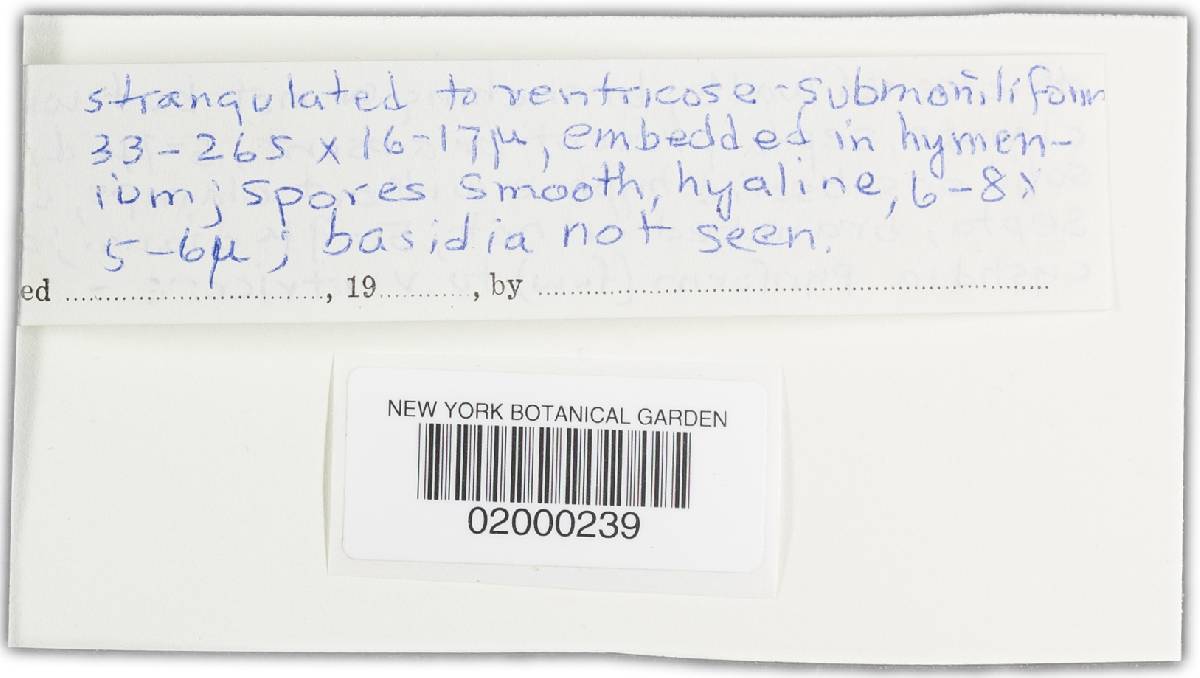 strangulated to ventricose-submoniliform
33-265 x 16-17µ, embedded in hymen-
ium; spores smooth, hyaline, 6-8x
5-6µ; basidia not seen.
ed ............................, 19..........., by ......................................................
NEW YORK BOTANICAL GARDEN
02000239